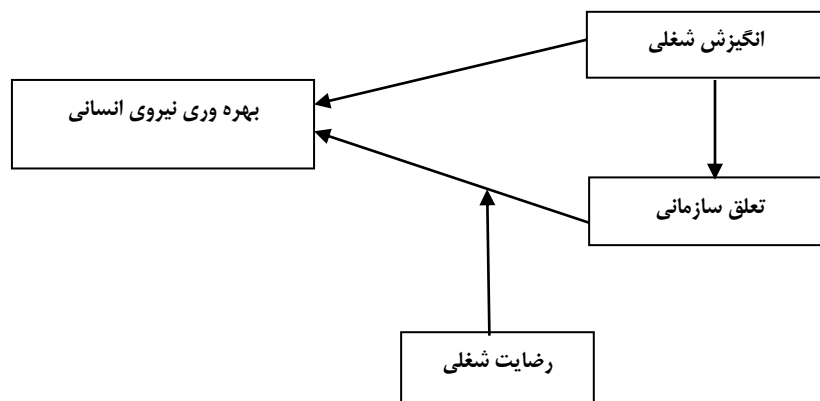 انگیزش شغلی
بهره وری نیروی انسانی
تعلق سازمانی
رضایت شغلی